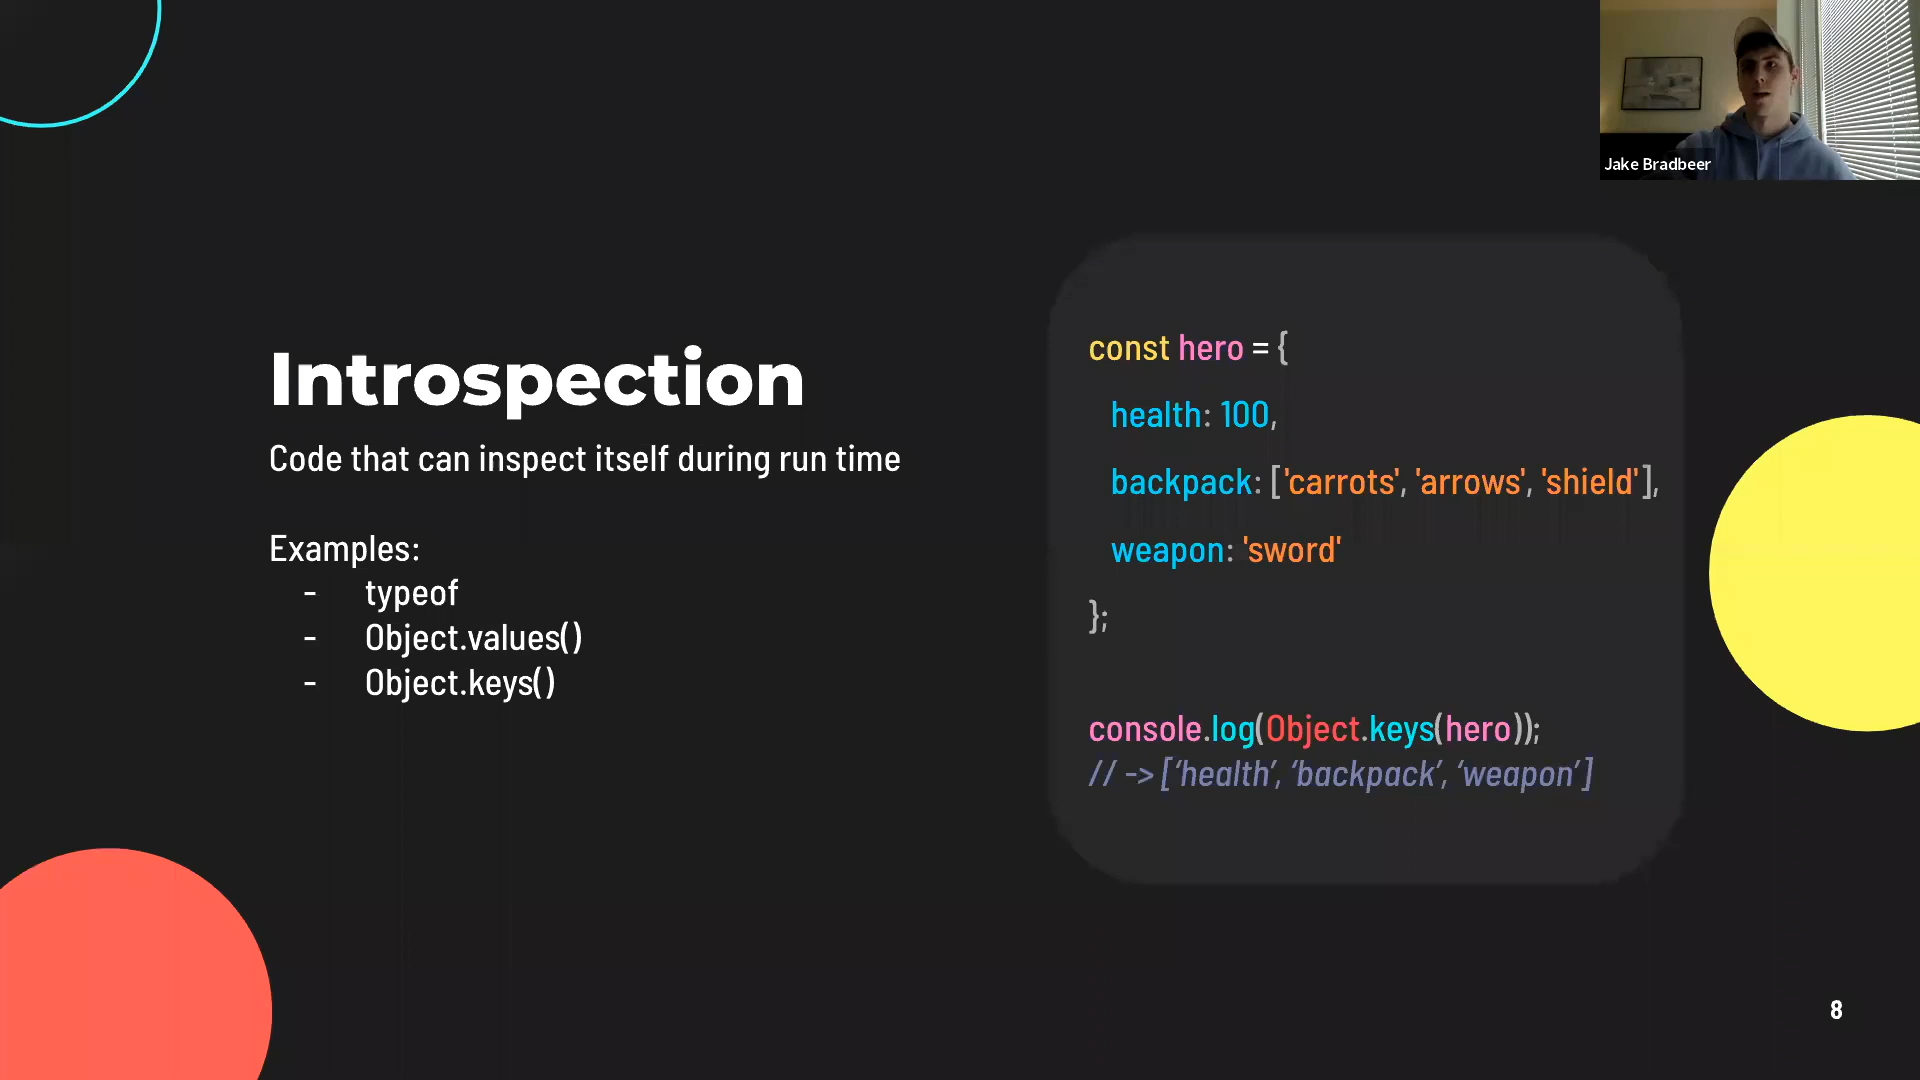 Jake Bradbeer
Introspection
Code that can inspect itself during run time
Examples:
- typeof
- Object.values()
- Object.keys()
const hero = {
health: 100,
backpack: ['carrots', 'arrows', 'shield'],
weapon: 'sword'
};
console.log(Object.keys(hero));
// -> [‘health’, ‘backpack’, ‘weapon’]
8